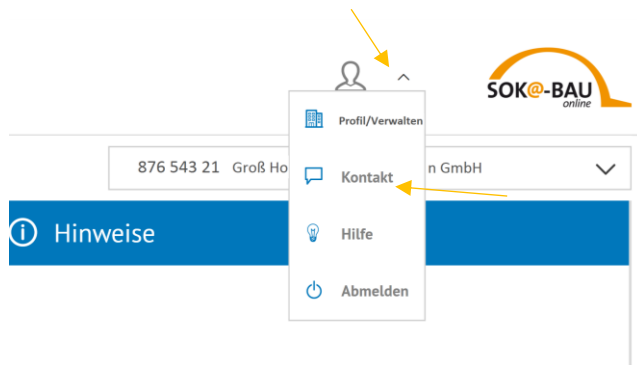 SOK@-BAU
online
Profil/Verwalten
876 543 21 Groß Ho
n GmbH
Kontakt
Hinweise
Hilfe
Abmelden